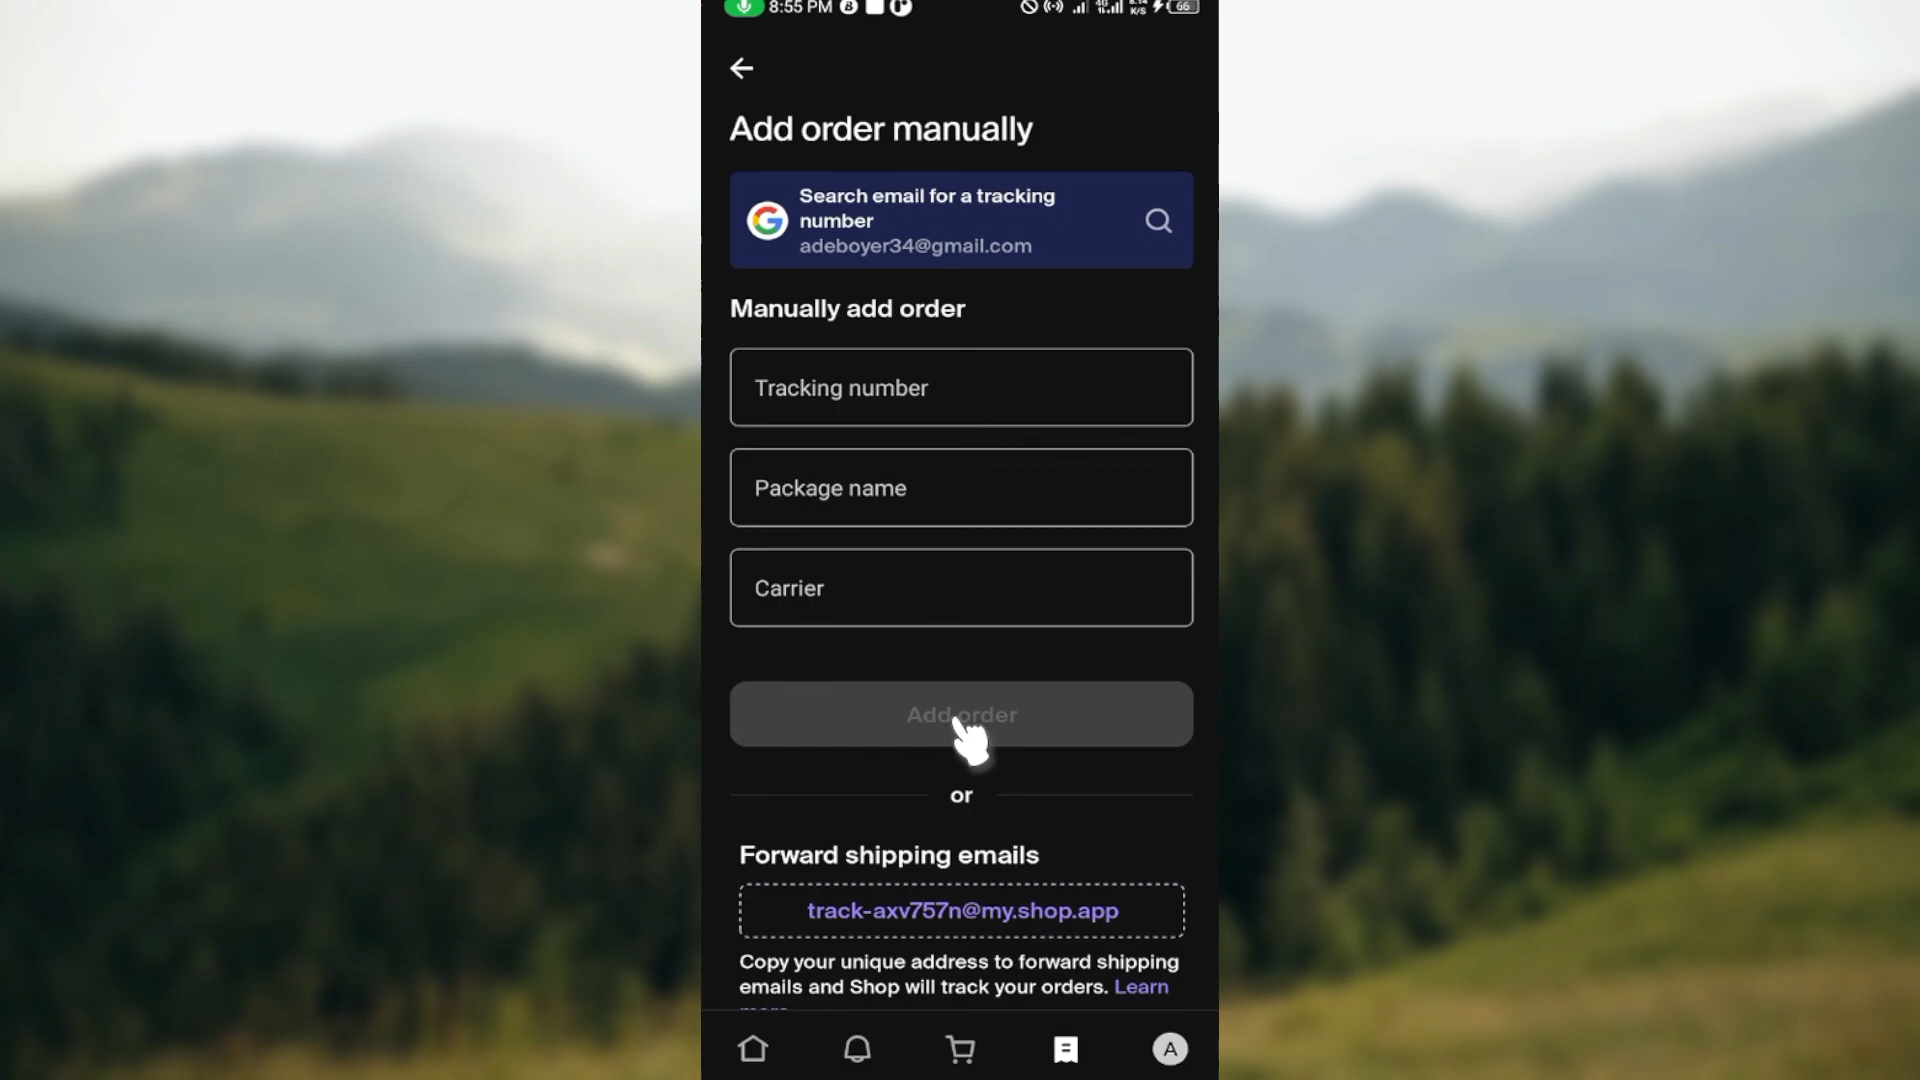 8:55 PM
K/S
66
Add order manually
Search email for a tracking
number
adeboyer34@gmail.com
Manually add order
Tracking number
Package name
Carrier
Add order
or
Forward shipping emails
track-axv757n@my.shop.app
Copy your unique address to forward shipping
emails and Shop will track your orders. Learn
A